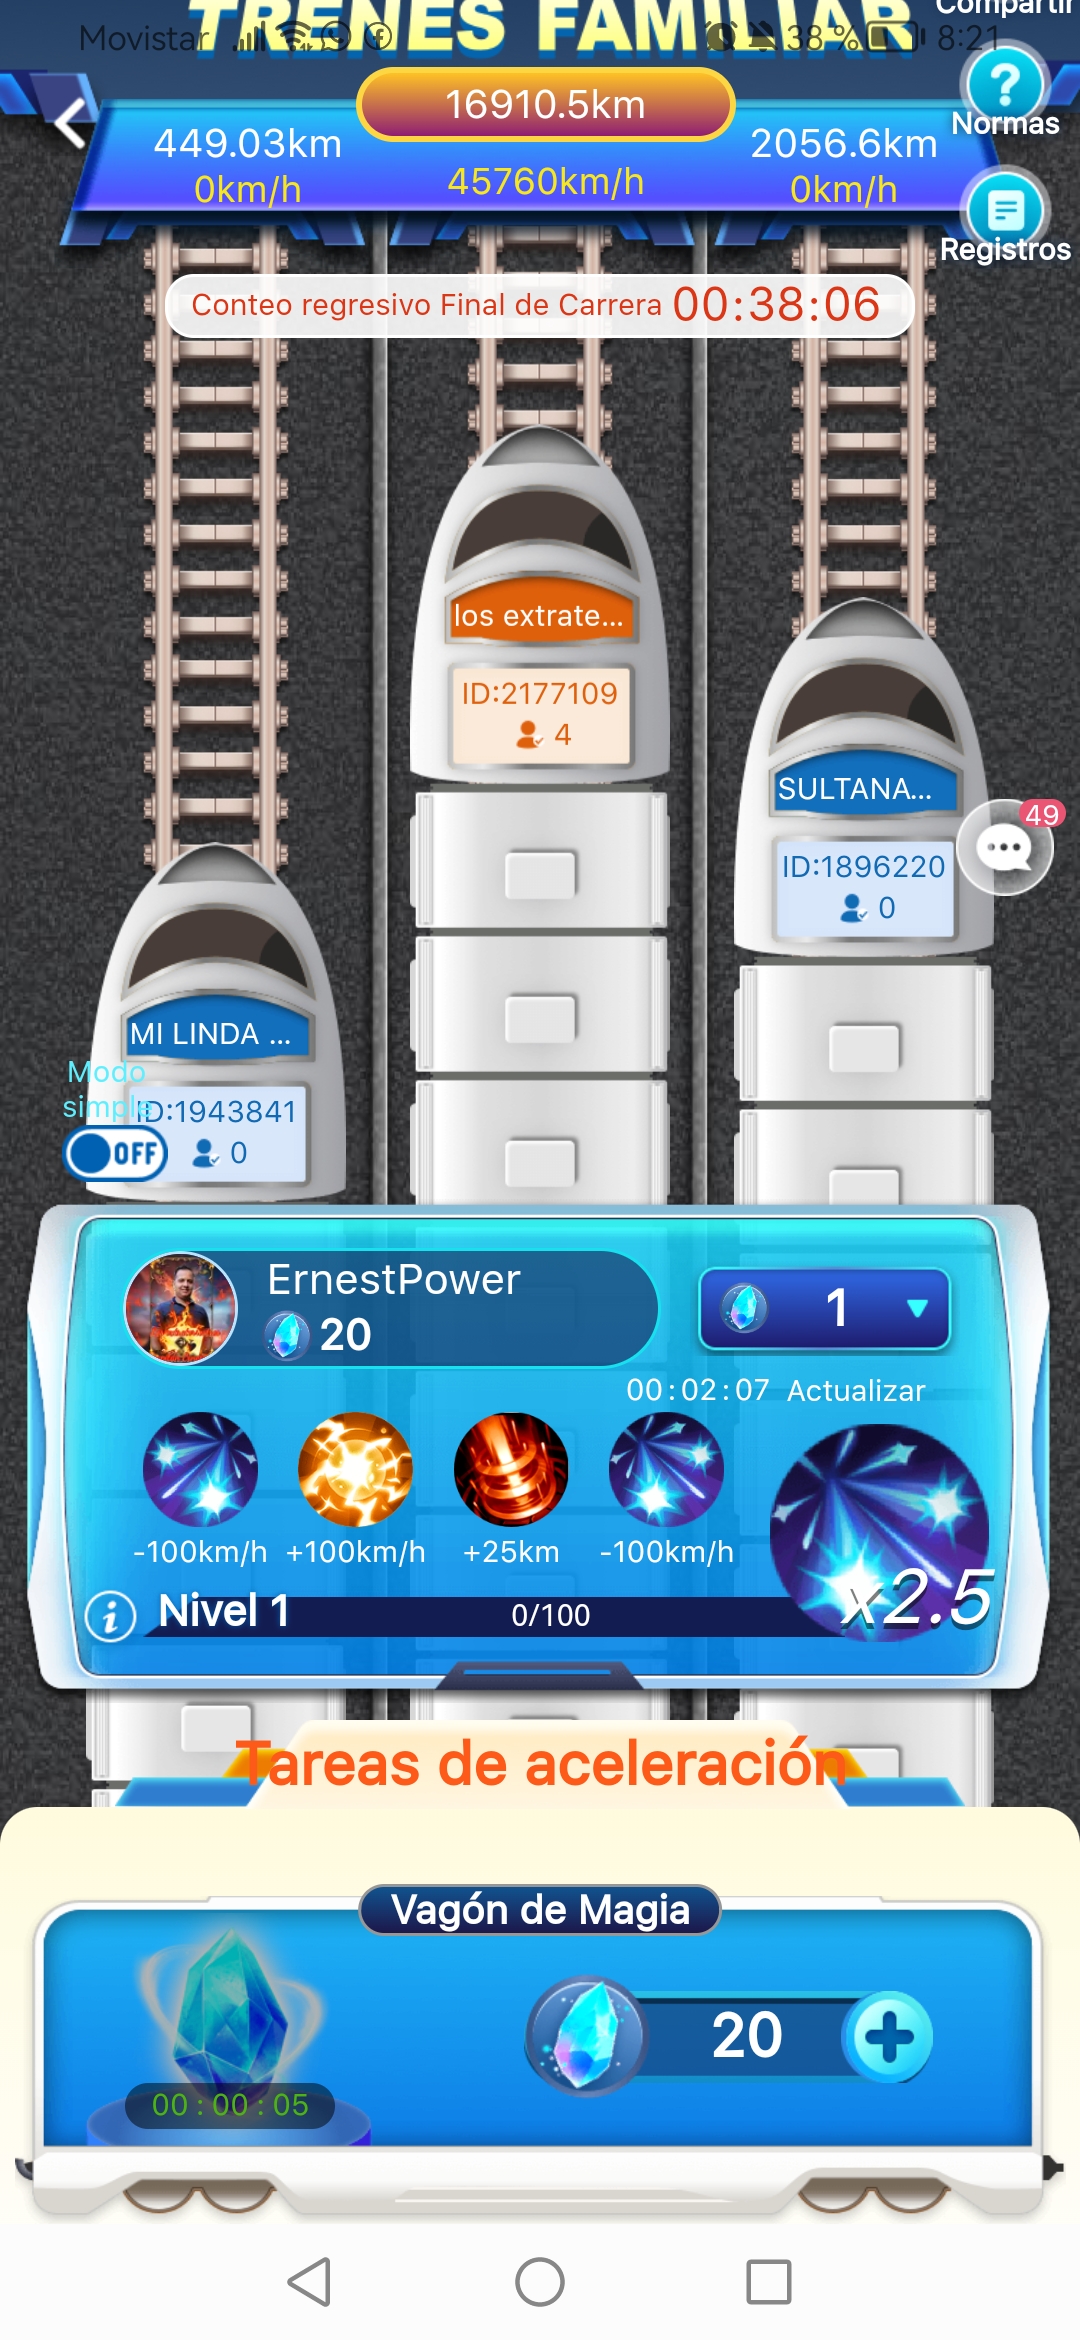 TRENES FAMILIAR
Compartir
Movistar
38 %
8:21
16910.5km
449.03km
0km/h
45760km/h
2056.6km
0km/h
Normas
Registros
Conteo regresivo Final de Carrera 00:38:06
los extrate...
ID:2177109
4
SULTANA...
ID:1896220
0
49
MI LINDA ...
Modo
simple
ID:1943841
OFF
0
ErnestPower
20
1
00:02:07 Actualizar
-100km/h +100km/h +25km -100km/h
x2.5
i Nivel 1 0/100
Tareas de aceleración
Vagón de Magia
20
00:00:05